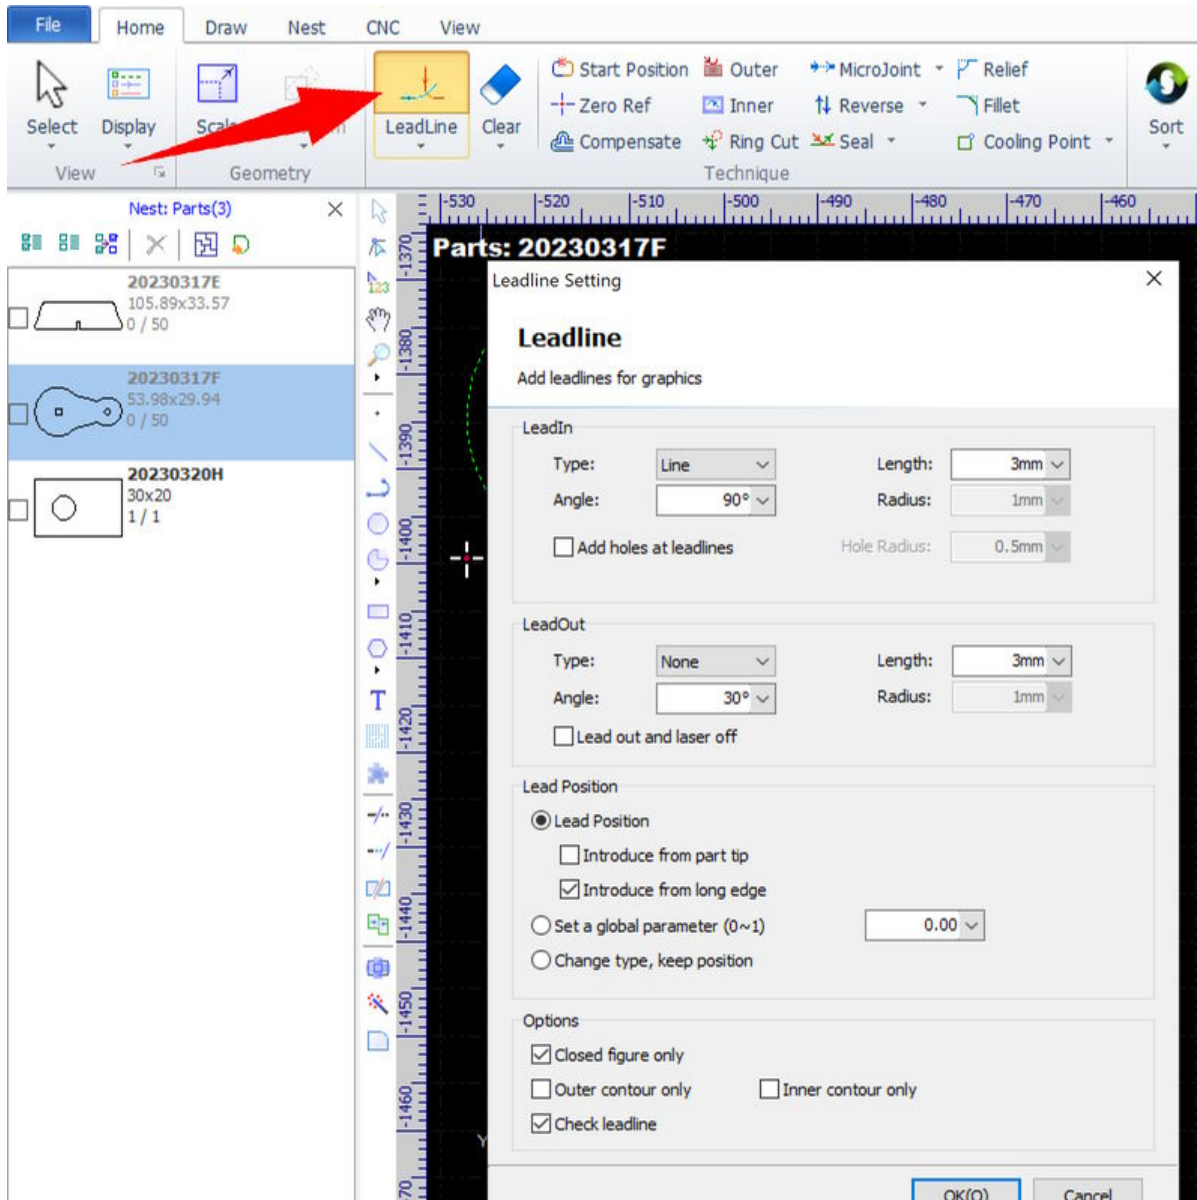 File Home Draw Nest CNC View
Start Position Outer MicroJoint Relief
Zero Ref Inner Reverse Fillet
Select Display LeadLine Clear Sort
Compensate Ring Cut Seal Cooling Point
View Geometry Technique
Nest: Parts(3)
-530 -520 -510 -500 -490 -480 -470 -460
Parts: 20230317F
20230317E
105.89x33.57
0 / 50
20230317F
53.98x29.94
0 / 50
20230320H
30x20
1 / 1
123
T
-1370
-1380
-1390
-1400
-1410
-1420
-1430
-1440
-1450
-1460
Y
Leadline Setting
Leadline
Add leadlines for graphics
LeadIn
Type: Line Length: 3mm
Angle: 90° Radius: 1mm
Add holes at leadlines Hole Radius: 0.5mm
LeadOut
Type: None Length: 3mm
Angle: 30° Radius: 1mm
Lead out and laser off
Lead Position
Lead Position
Introduce from part tip
Introduce from long edge
Set a global parameter (0~1) 0.00
Change type, keep position
Options
Closed figure only
Outer contour only Inner contour only
Check leadline
OK(O) Cancel